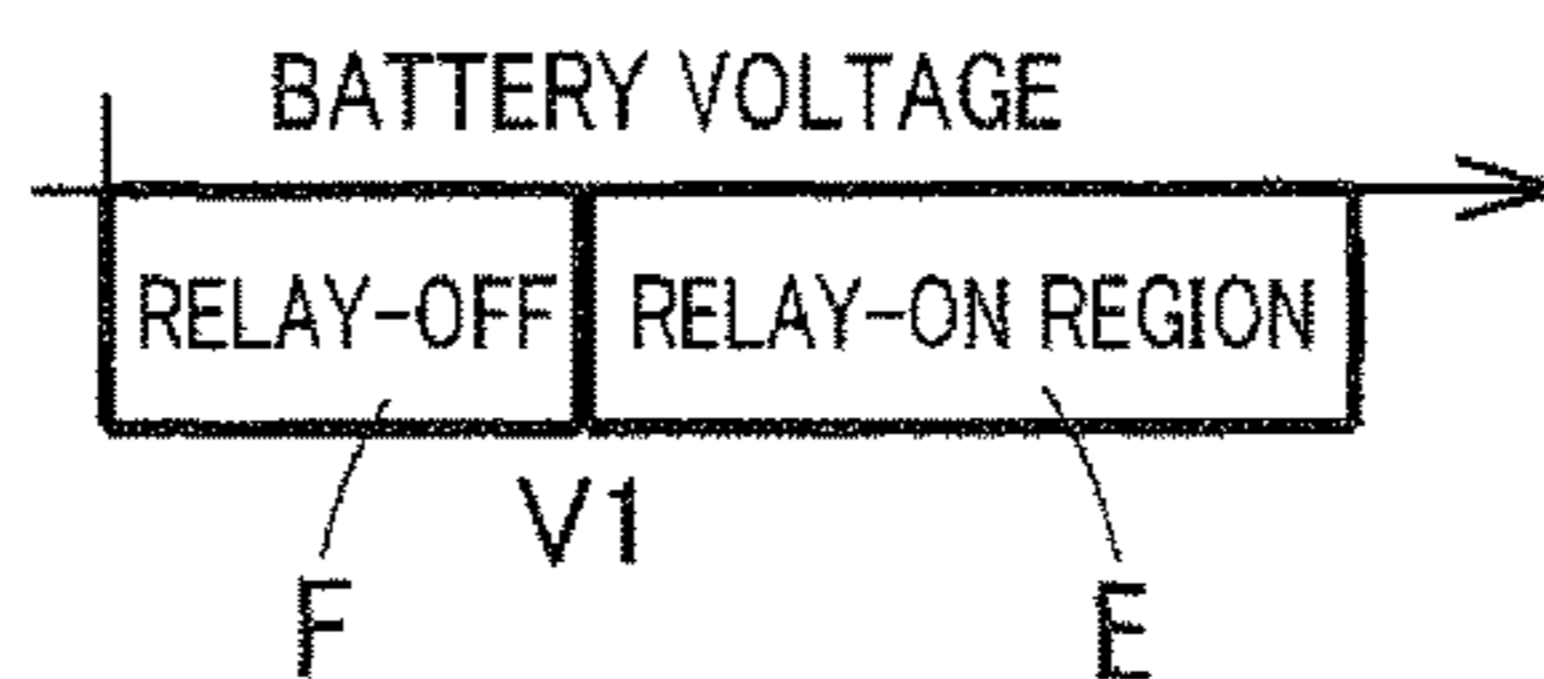 BATTERY VOLTAGE
RELAY-OFF RELAY-ON REGION
V1
F E